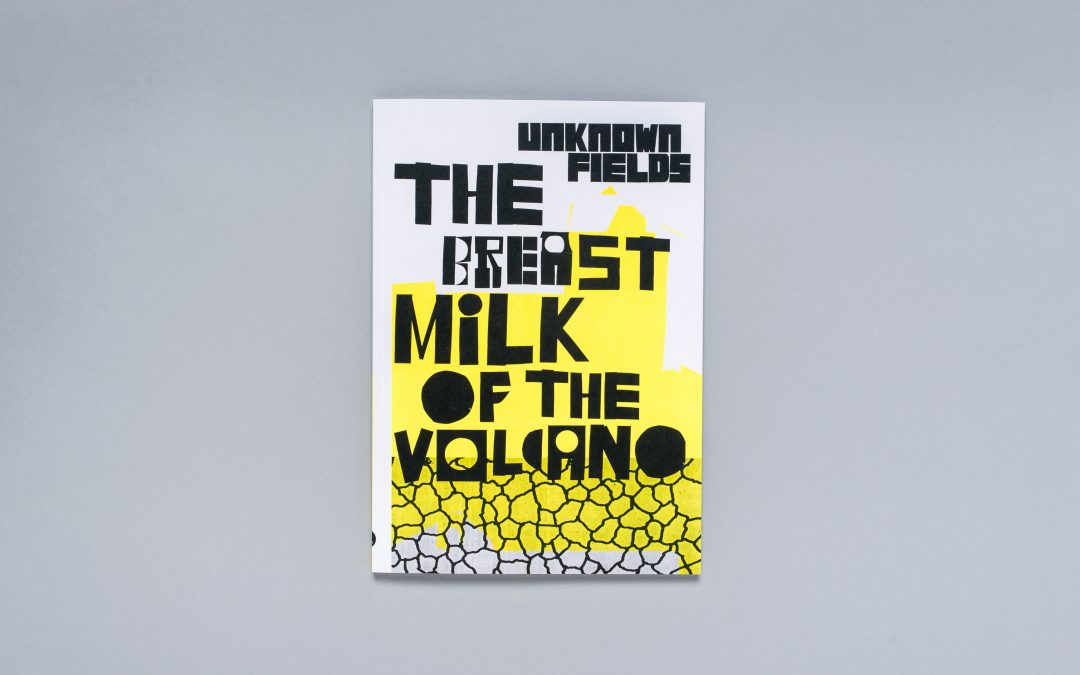 UNKNOWN
FIELDS
THE
BREAST
MiLK
OF THE
VOLCANO